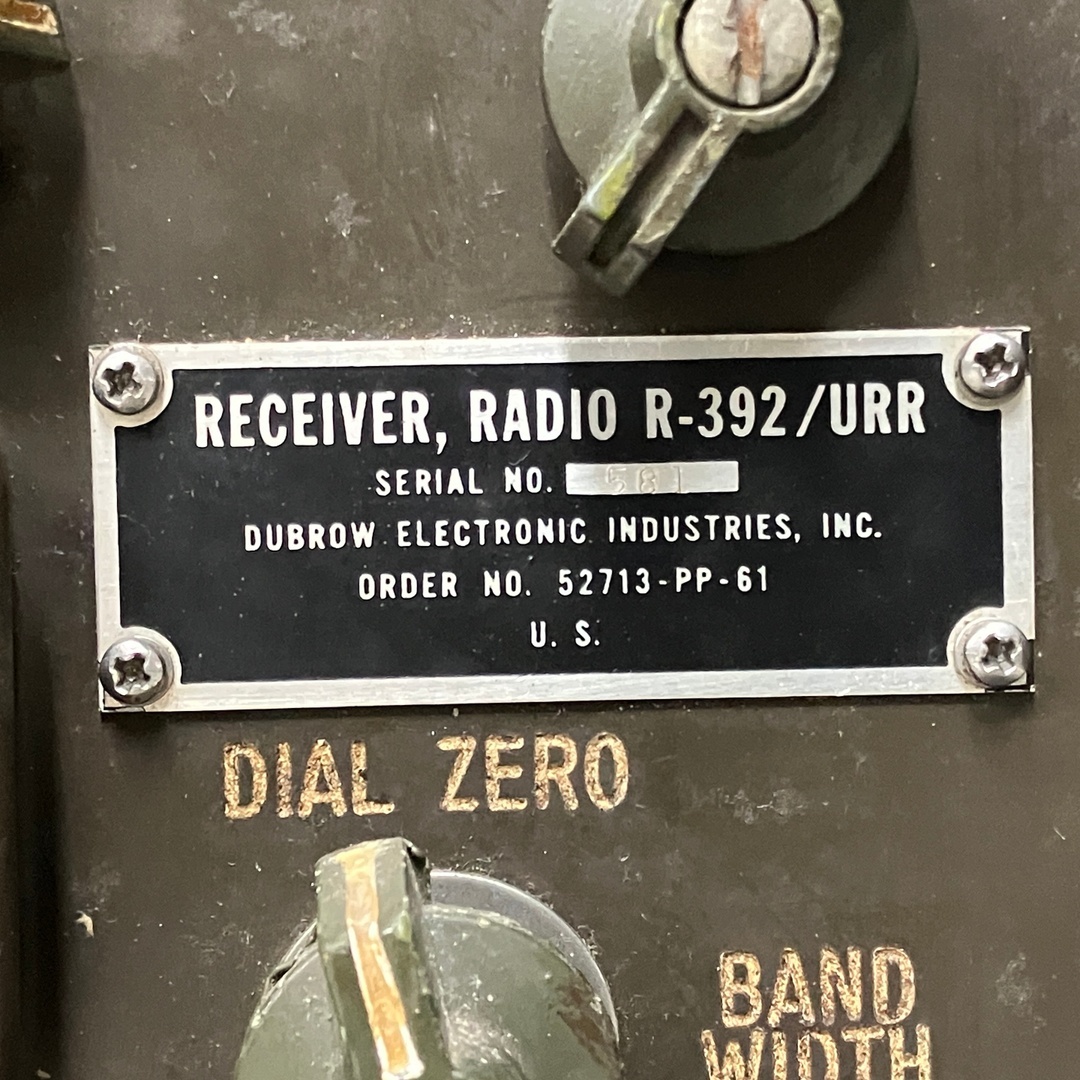 RECEIVER, RADIO R-392/URR
SERIAL NO. 581
DUBROW ELECTRONIC INDUSTRIES, INC.
ORDER NO. 52713-PP-61
U. S.
DIAL ZERO
BAND
WIDTH